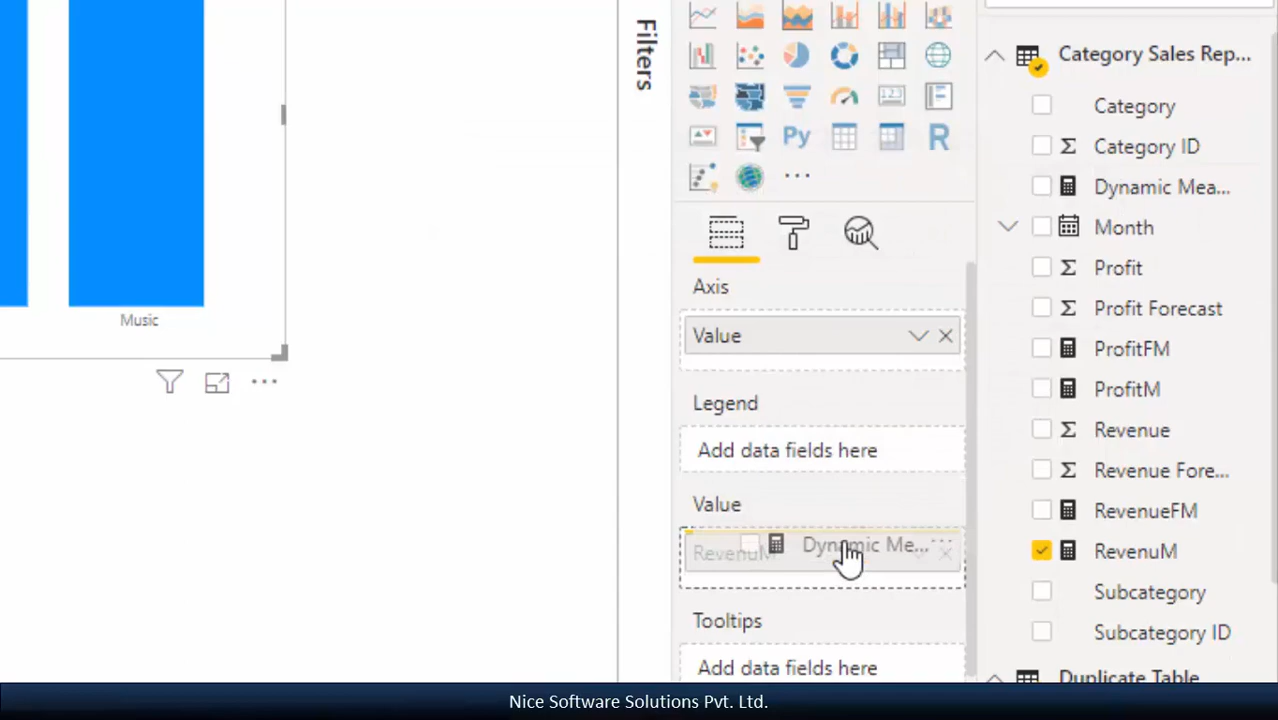 Filters
Category Sales Rep...
Category
Category ID
Dynamic Mea...
Month
Profit
Profit Forecast
ProfitFM
ProfitM
Revenue
Revenue Fore...
RevenueFM
RevenuM
Subcategory
Subcategory ID
Duplicate Table
123
Py
R
Axis
Value
Legend
Add data fields here
Value
RevenuM
Dynamic Me...
Tooltips
Add data fields here
Music
Nice Software Solutions Pvt. Ltd.